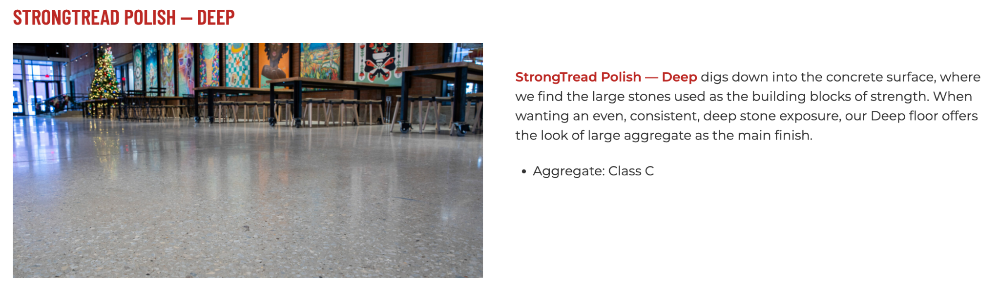 STRONGTREAD POLISH — DEEP
StrongTread Polish — Deep digs down into the concrete surface, where
we find the large stones used as the building blocks of strength. When
wanting an even, consistent, deep stone exposure, our Deep floor offers
the look of large aggregate as the main finish.
• Aggregate: Class C